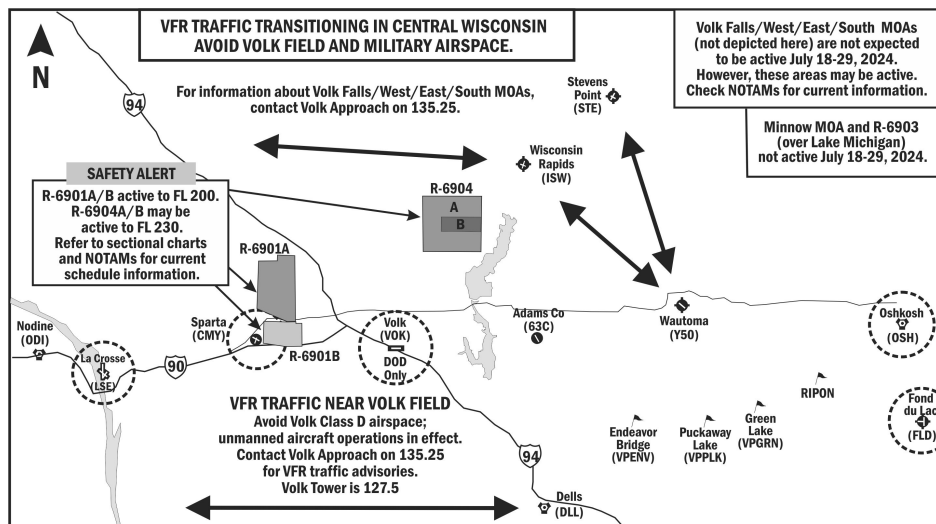 VFR TRAFFIC TRANSITIONING IN CENTRAL WISCONSIN
AVOID VOLK FIELD AND MILITARY AIRSPACE.
Volk Falls/West/East/South MOAs
(not depicted here) are not expected
to be active July 18-29, 2024.
However, these areas may be active.
Check NOTAMs for current information.
Minnow MOA and R-6903
(over Lake Michigan)
not active July 18-29, 2024.
N
94
For information about Volk Falls/West/East/South MOAs,
contact Volk Approach on 135.25.
Stevens
Point
(STE)
Wisconsin
Rapids
(ISW)
SAFETY ALERT
R-6901A/B active to FL 200.
R-6904A/B may be
active to FL 230.
Refer to sectional charts
and NOTAMs for current
schedule information.
R-6904
A
B
R-6901A
Sparta
(CMY)
R-6901B
Volk
(VOK)
DOD
Only
Adams Co
(63C)
Wautoma
(Y50)
Oshkosh
(OSH)
Nodine
(ODI)
La Crosse
(LSE)
90
RIPON
Fond
du Lac
(FLD)
Green
Lake
(VPGRN)
Puckaway
Lake
(VPPLK)
Endeavor
Bridge
(VPENV)
VFR TRAFFIC NEAR VOLK FIELD
Avoid Volk Class D airspace;
unmanned aircraft operations in effect.
Contact Volk Approach on 135.25
for VFR traffic advisories.
Volk Tower is 127.5
94
Dells
(DLL)